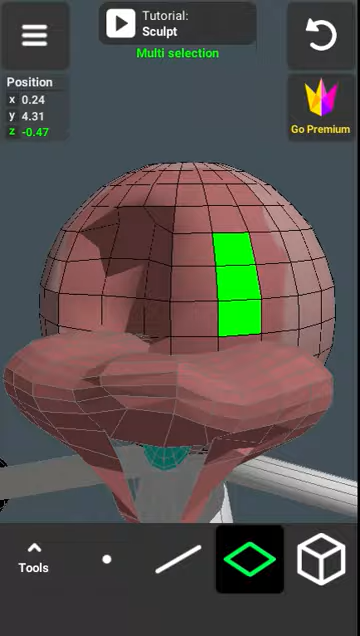 Tutorial:
Sculpt
Multi selection
Position
x 0.24
y 4.31
z -0.47
Go Premium
Tools